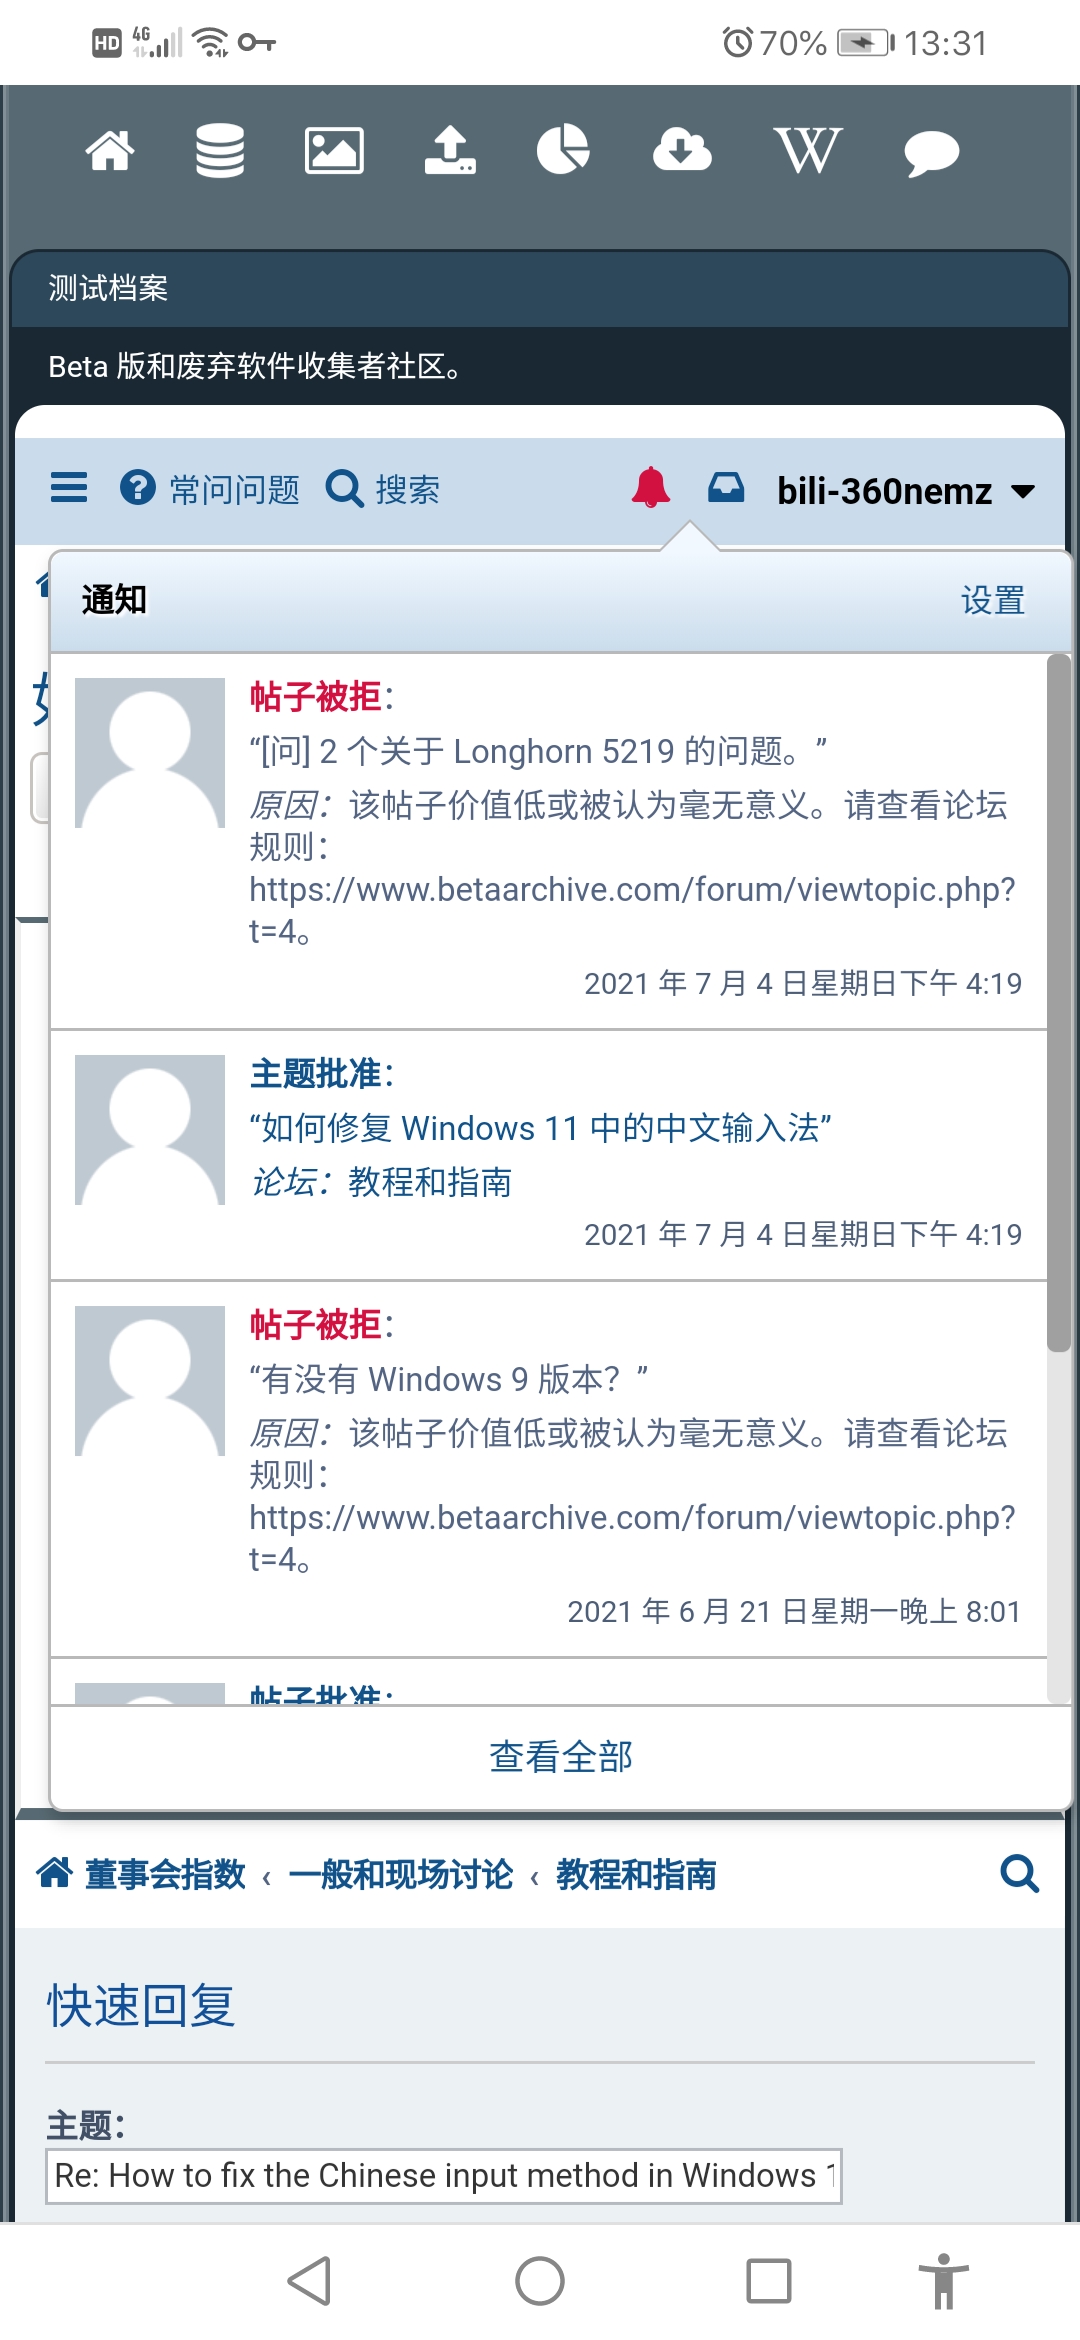 HD 4G 70% 13:31
W
测试档案
Beta 版和废弃软件收集者社区。
常问问题 搜索 bili-360nemz
通知 设置
帖子被拒：
“[问] 2 个关于 Longhorn 5219 的问题。”
原因：该帖子价值低或被认为毫无意义。请查看论坛
规则：
https://www.betaarchive.com/forum/viewtopic.php?
t=4。
2021 年 7 月 4 日星期日下午 4:19
主题批准：
“如何修复 Windows 11 中的中文输入法”
论坛：教程和指南
2021 年 7 月 4 日星期日下午 4:19
帖子被拒：
“有没有 Windows 9 版本？”
原因：该帖子价值低或被认为毫无意义。请查看论坛
规则：
https://www.betaarchive.com/forum/viewtopic.php?
t=4。
2021 年 6 月 21 日星期一晚上 8:01
帖子批准：
查看全部
董事会指数 ‹ 一般和现场讨论 ‹ 教程和指南
快速回复
主题：
Re: How to fix the Chinese input method in Windows 1